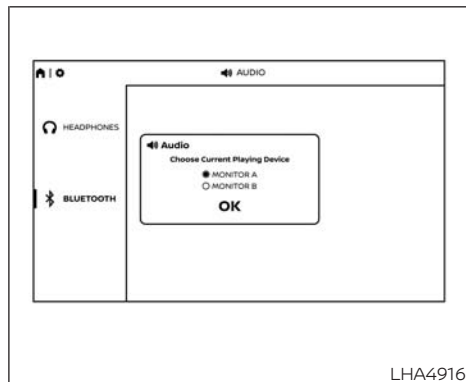 AUDIO
HEADPHONES
Audio
Choose Current Playing Device
MONITOR A
MONITOR B
OK
BLUETOOTH
LHA4916